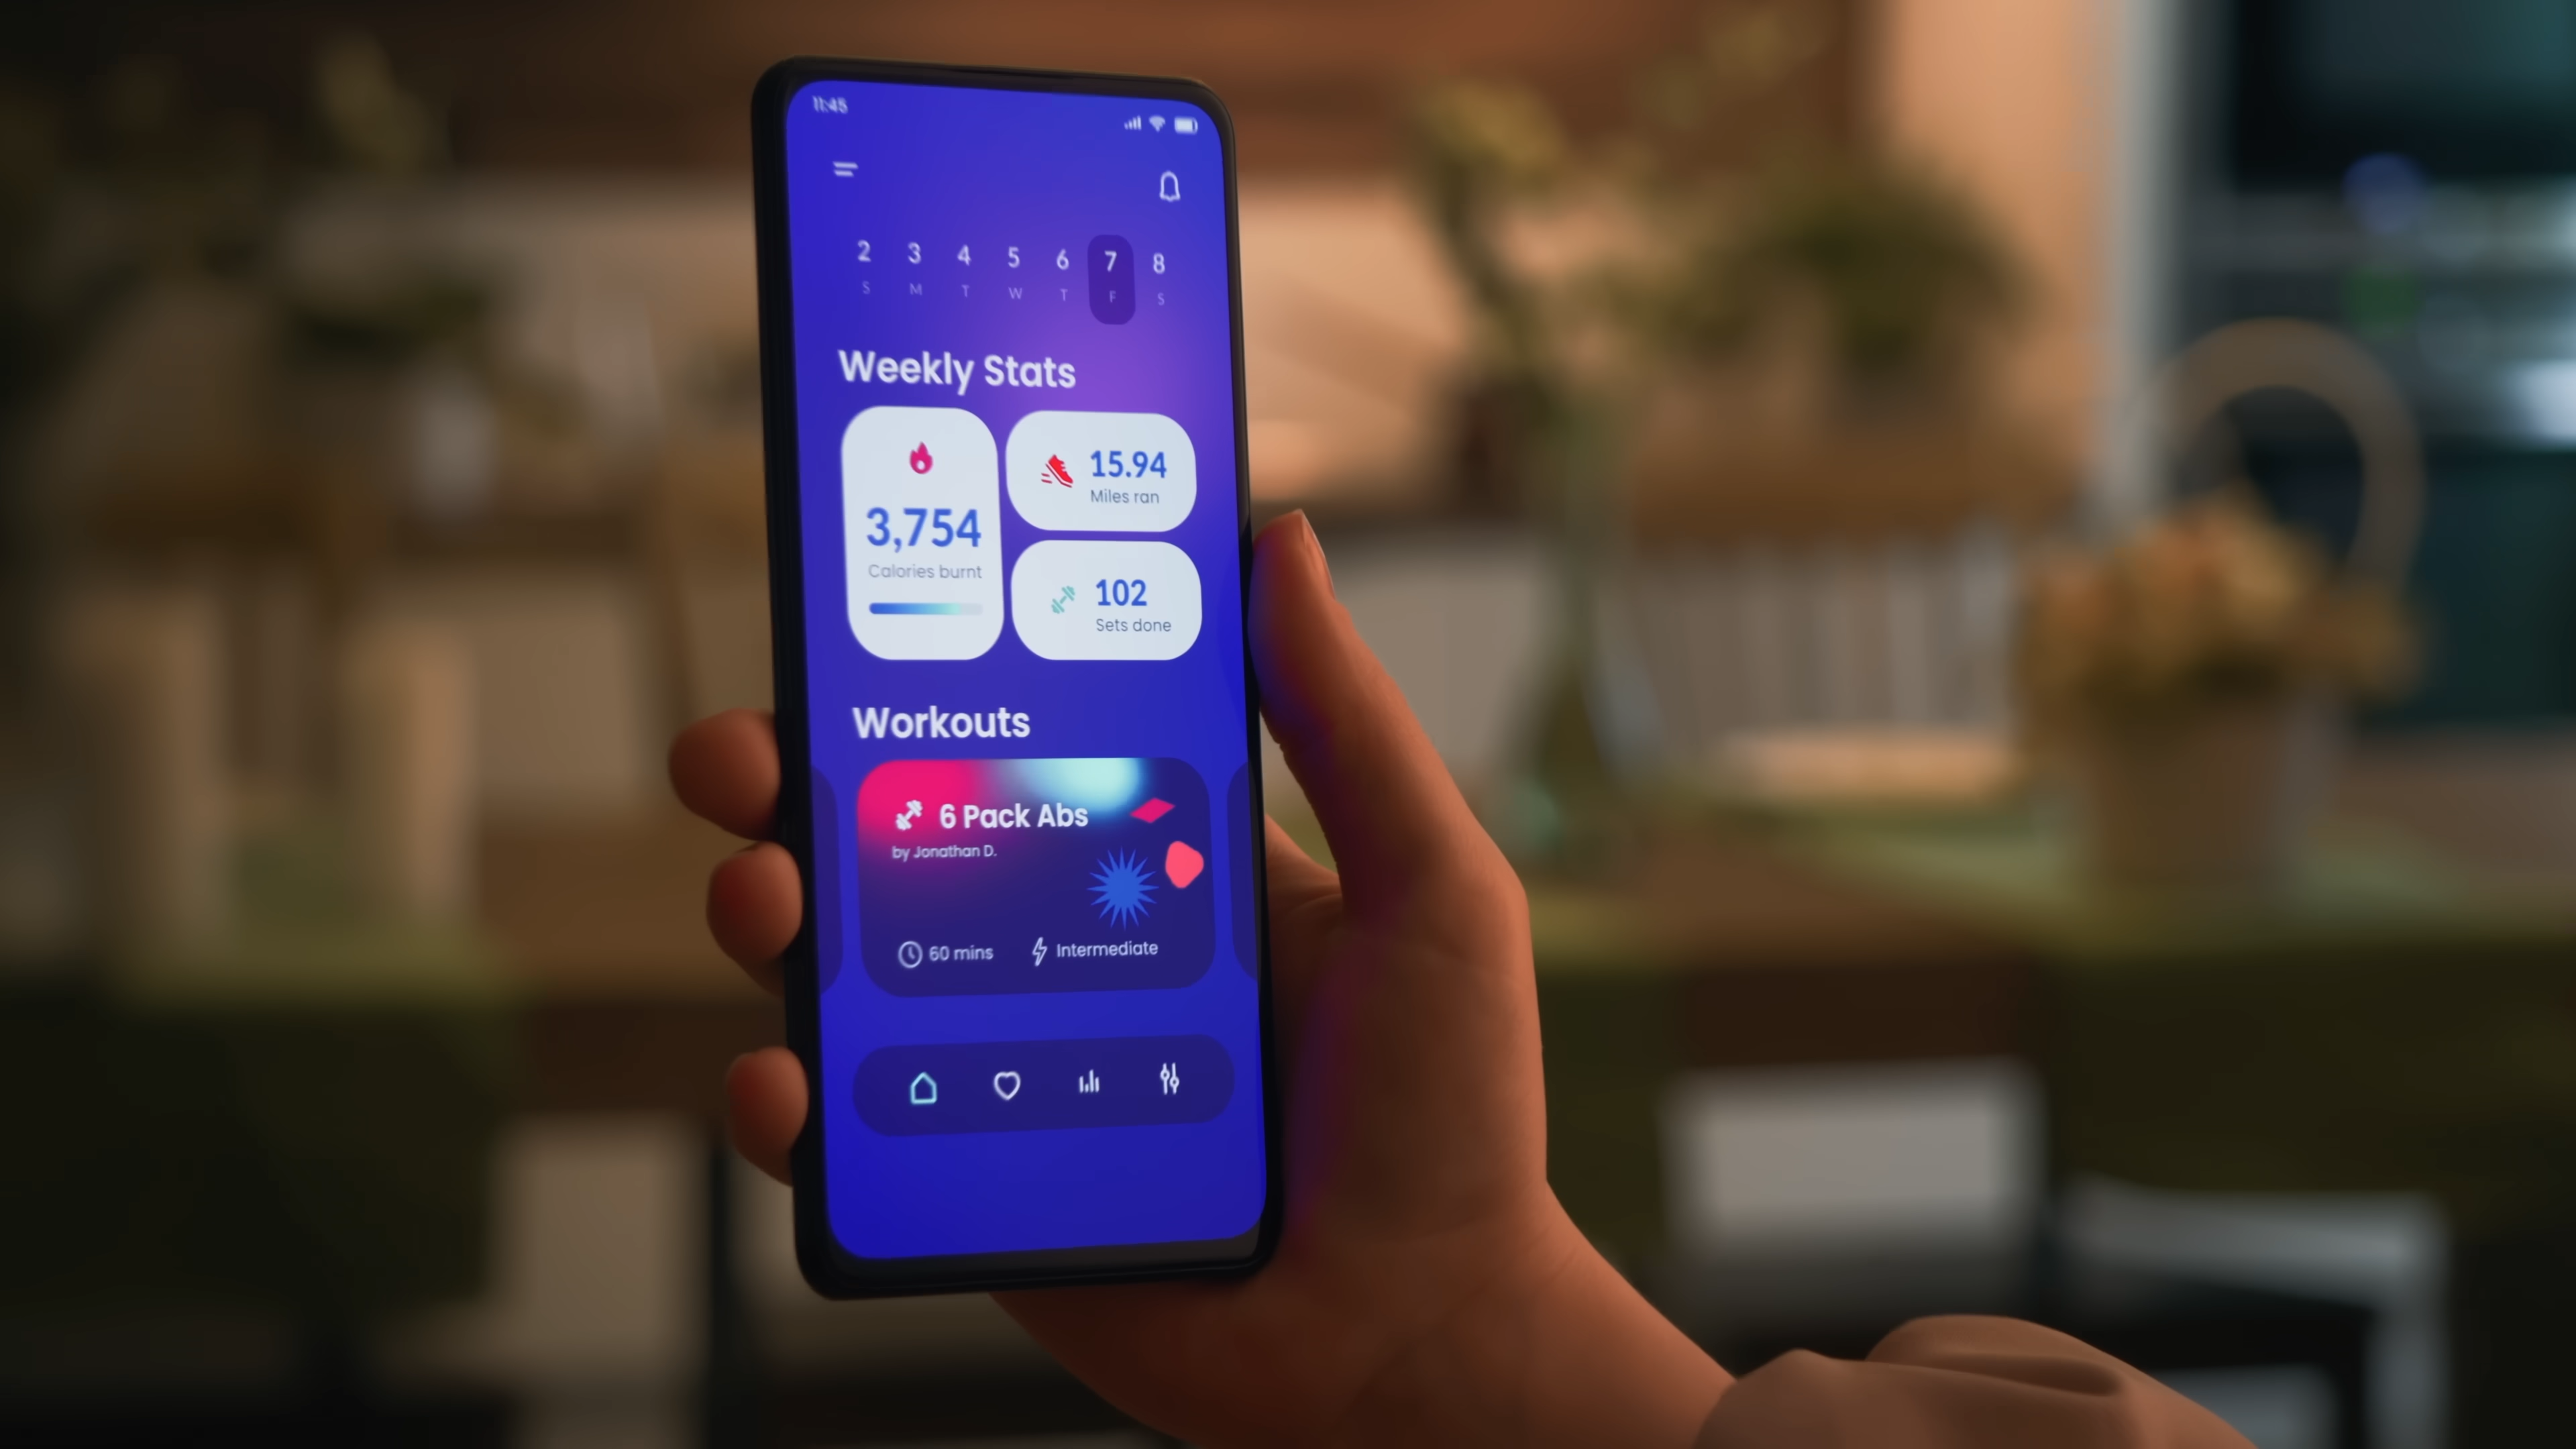 11:45
2 3 4 5 6 7 8
S M T W T F S
Weekly Stats
3,754
Calories burnt
15.94
Miles ran
102
Sets done
Workouts
6 Pack Abs
by Jonathan D.
60 mins
Intermediate